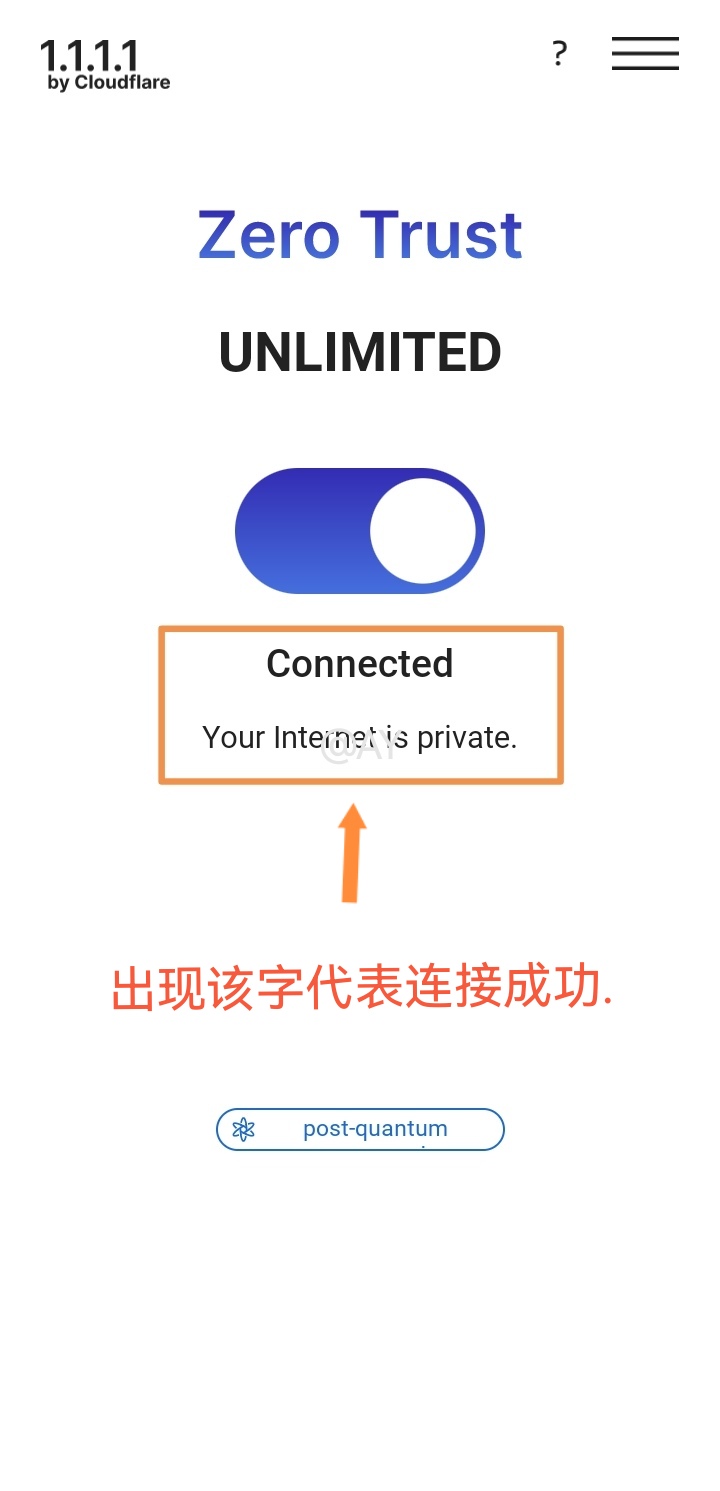 1.1.1.1
by Cloudflare
?
Zero Trust
UNLIMITED
Connected
Your Internet is private.
@AY
出现该字代表连接成功.
post-quantum